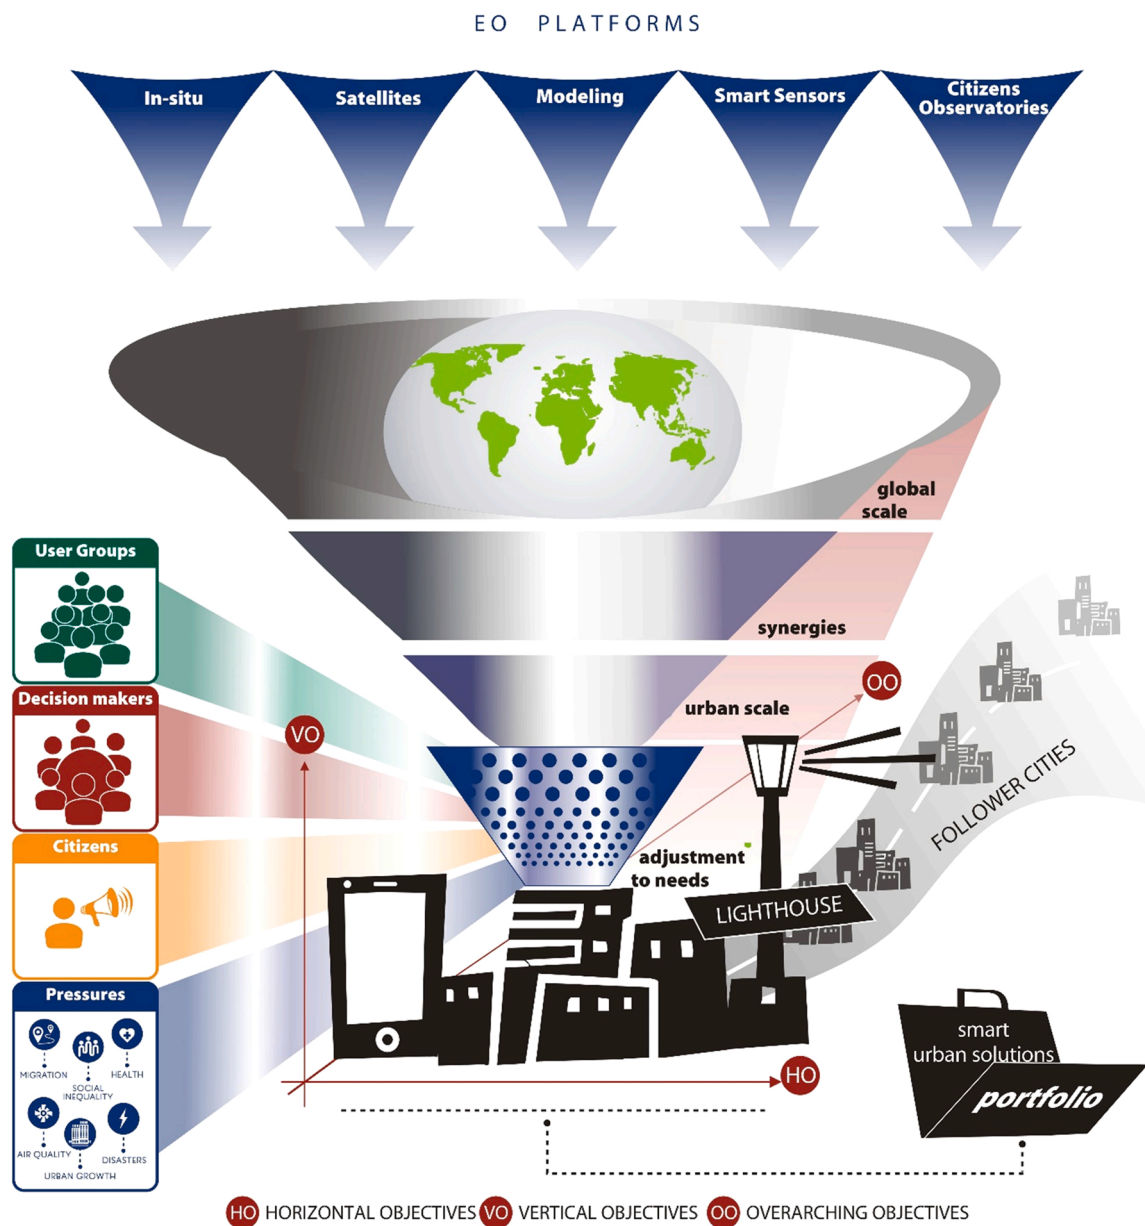 EO PLATFORMS
In-situ
Satellites
Modeling
Smart Sensors
Citizens
Observatories
global
scale
synergies
urban scale
adjustment
to needs
User Groups
Decision makers
Citizens
Pressures
MIGRATION
SOCIAL
INEQUALITY
HEALTH
AIR QUALITY
URBAN GROWTH
DISASTERS
VO
OO
HO
LIGHTHOUSE
FOLLOWER CITIES
smart
urban solutions
portfolio
HO HORIZONTAL OBJECTIVES VO VERTICAL OBJECTIVES OO OVERARCHING OBJECTIVES